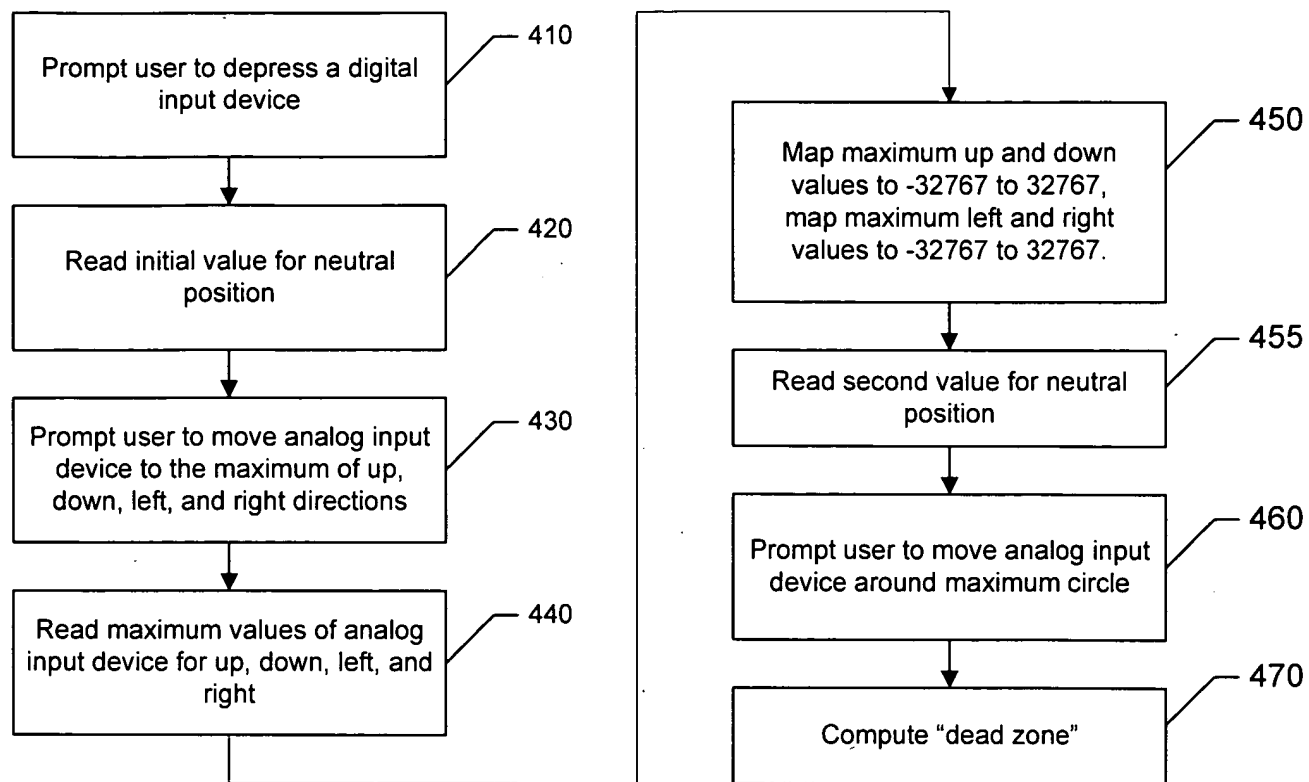 410
Prompt user to depress a digital
input device
420
Read initial value for neutral
position
430
Prompt user to move analog input
device to the maximum of up,
down, left, and right directions
440
Read maximum values of analog
input device for up, down, left, and
right
450
Map maximum up and down
values to -32767 to 32767,
map maximum left and right
values to -32767 to 32767.
455
Read second value for neutral
position
460
Prompt user to move analog input
device around maximum circle
470
Compute “dead zone”